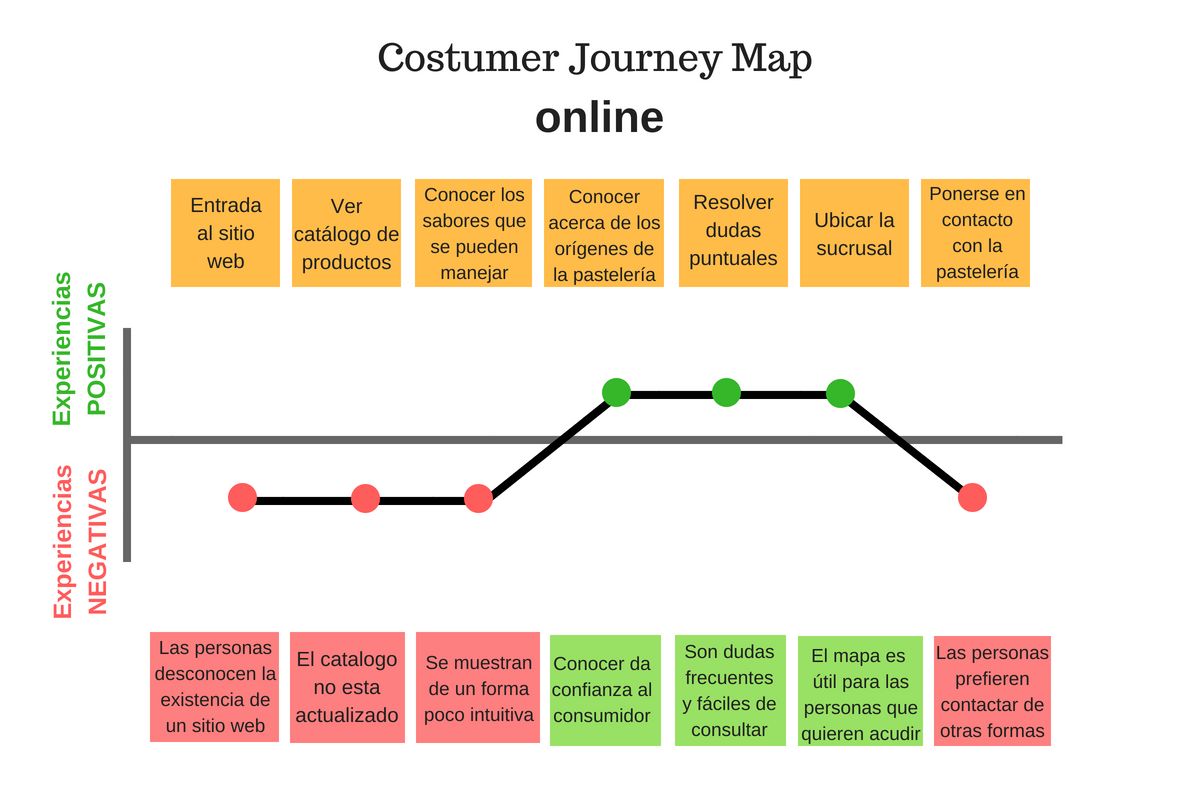 Costumer Journey Map
online
Entrada
al sitio
web
Ver
catálogo de
productos
Conocer los
sabores que
se pueden
manejar
Conocer
acerca de los
orígenes de
la pastelería
Resolver
dudas
puntuales
Ubicar la
sucrusal
Ponerse en
contacto
con la
pastelería
Experiencias
POSITIVAS
Experiencias
NEGATIVAS
Las personas
desconocen la
existencia de
un sitio web
El catalogo
no esta
actualizado
Se muestran
de un forma
poco intuitiva
Conocer da
confianza al
consumidor
Son dudas
frecuentes
y fáciles de
consultar
El mapa es
útil para las
personas que
quieren acudir
Las personas
prefieren
contactar de
otras formas